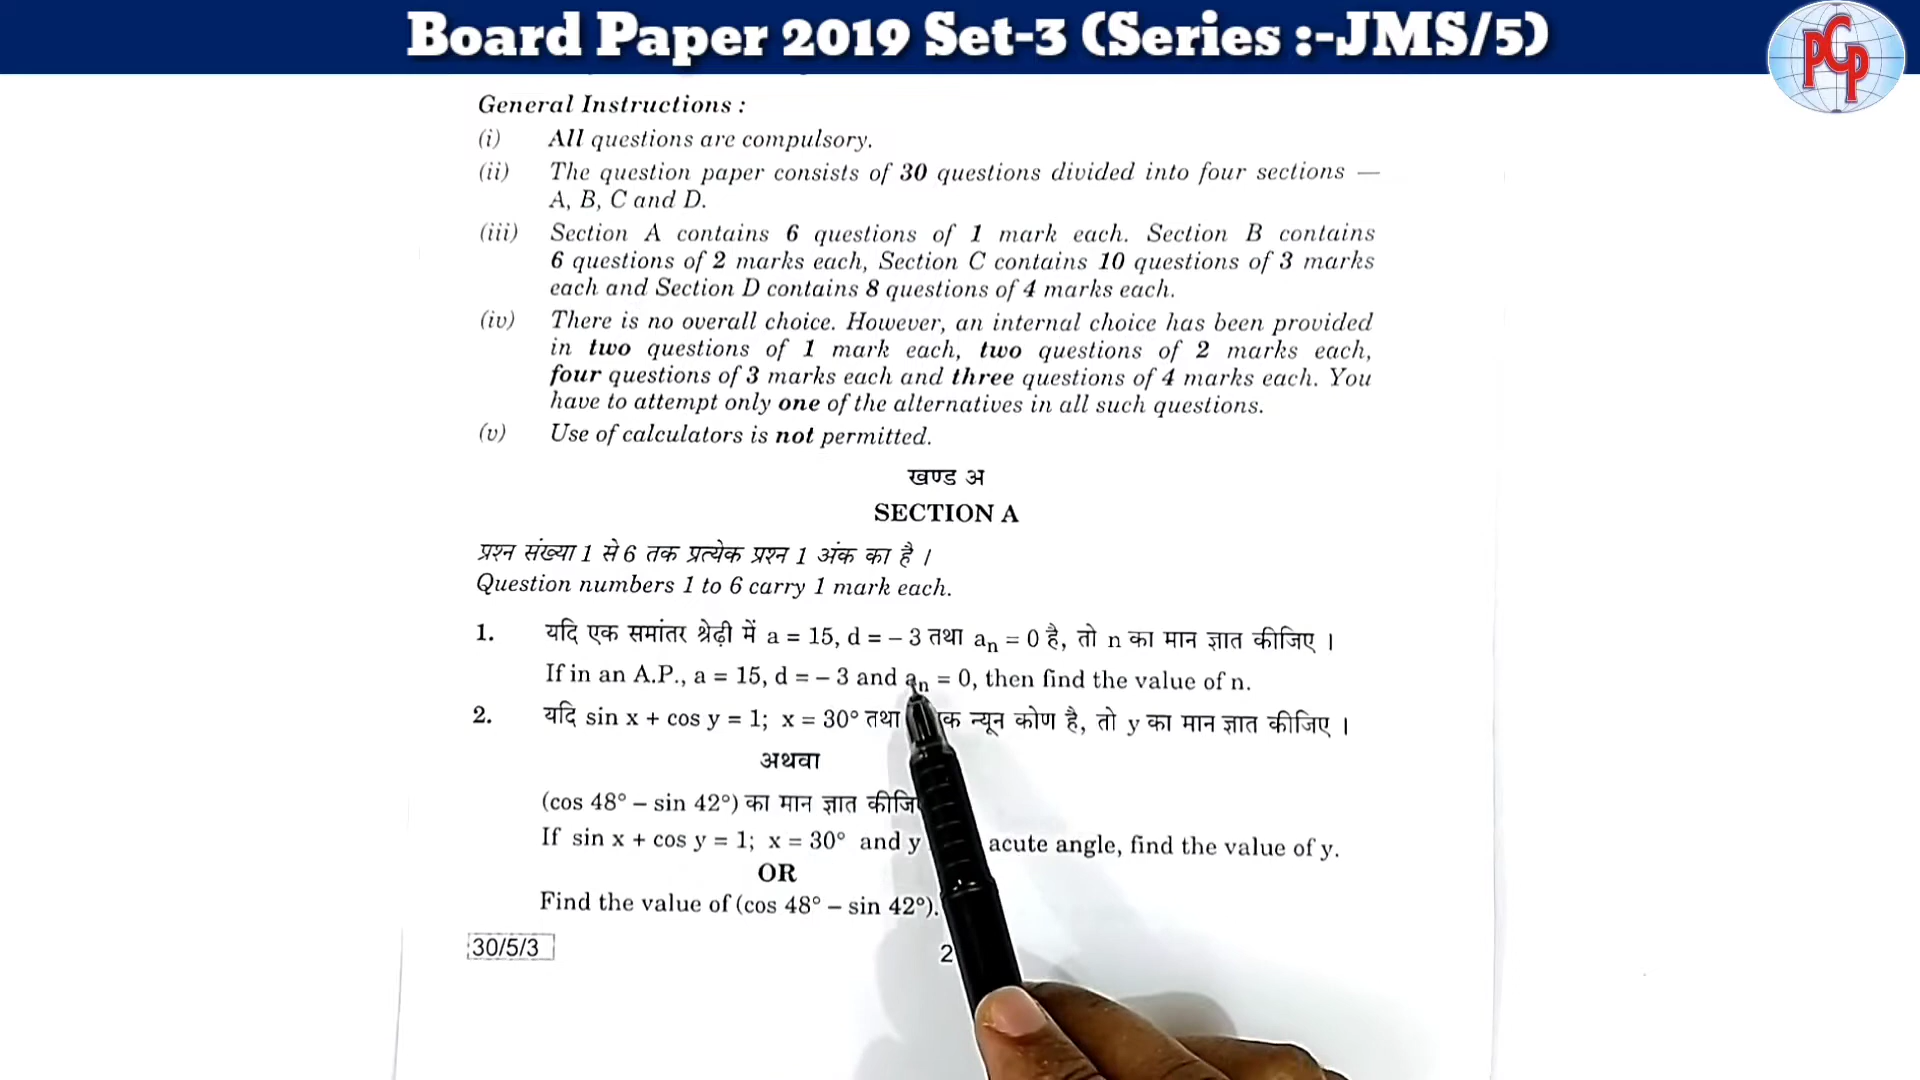 Board Paper 2019 Set-3 (Series :-JMS/5)
PGP
General Instructions :
(i) All questions are compulsory.
(ii) The question paper consists of 30 questions divided into four sections —
A, B, C and D.
(iii) Section A contains 6 questions of 1 mark each. Section B contains
6 questions of 2 marks each, Section C contains 10 questions of 3 marks
each and Section D contains 8 questions of 4 marks each.
(iv) There is no overall choice. However, an internal choice has been provided
in two questions of 1 mark each, two questions of 2 marks each,
four questions of 3 marks each and three questions of 4 marks each. You
have to attempt only one of the alternatives in all such questions.
(v) Use of calculators is not permitted.
खण्ड अ
SECTION A
प्रश्न संख्या 1 से 6 तक प्रत्येक प्रश्न 1 अंक का है ।
Question numbers 1 to 6 carry 1 mark each.
1. यदि एक समांतर श्रेढ़ी में a = 15, d = – 3 तथा aₙ = 0 है, तो n का मान ज्ञात कीजिए ।
If in an A.P., a = 15, d = – 3 and aₙ = 0, then find the value of n.
2. यदि sin x + cos y = 1; x = 30° तथा न्यून कोण है, तो y का मान ज्ञात कीजिए ।
अथवा
(cos 48° – sin 42°) का मान ज्ञात
If sin x + cos y = 1; x = 30° and y acute angle, find the value of y.
OR
Find the value of (cos 48° – sin 42°).
30/5/3
2